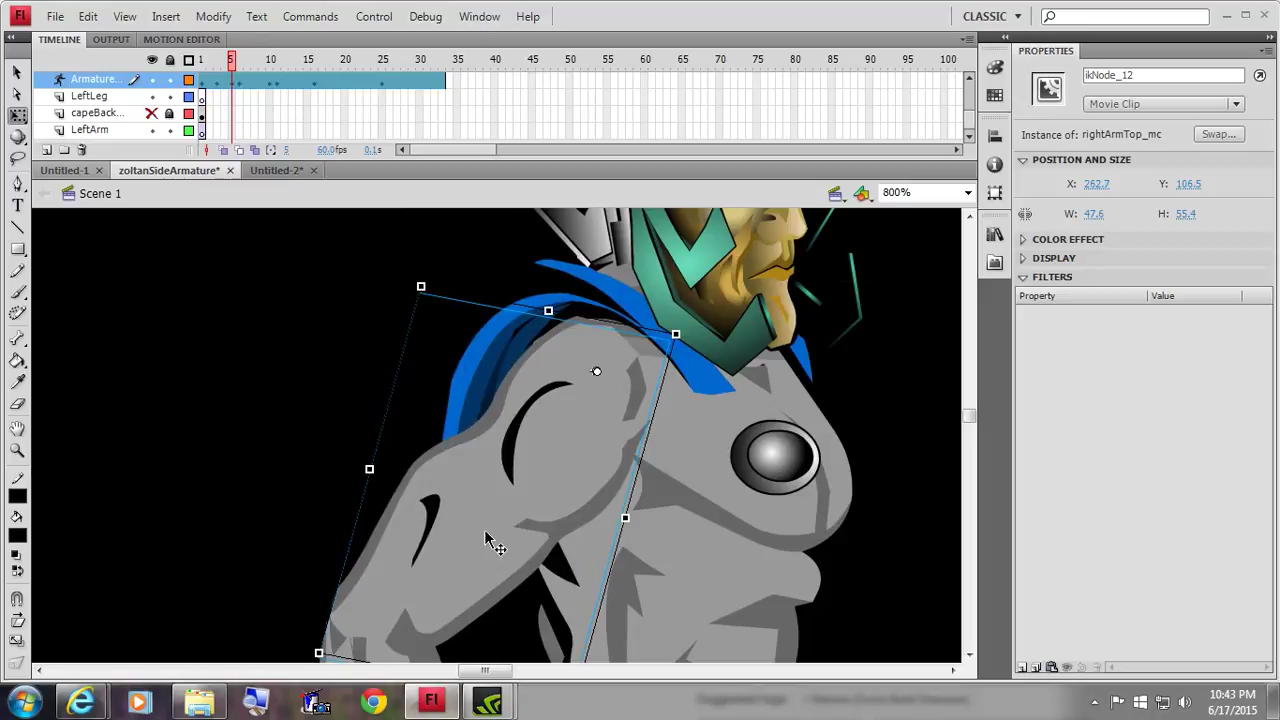 Fl File Edit View Insert Modify Text Commands Control Debug Window Help CLASSIC
TIMELINE OUTPUT MOTION EDITOR
1 5 10 15 20 25 30 35 40 45 50 55 60 65 70 75 80 85 90 95 100
Armature...
LeftLeg
capeBack...
LeftArm
5 60.0fps 0.1s
Untitled-1 zoltanSideArmature* Untitled-2*
Scene 1 800%
PROPERTIES
ikNode_12
Movie Clip
Instance of: rightArmTop_mc Swap...
POSITION AND SIZE
X: 262.7 Y: 106.5
W: 47.6 H: 55.4
COLOR EFFECT
DISPLAY
FILTERS
Property Value
Fl
10:43 PM
6/17/2015